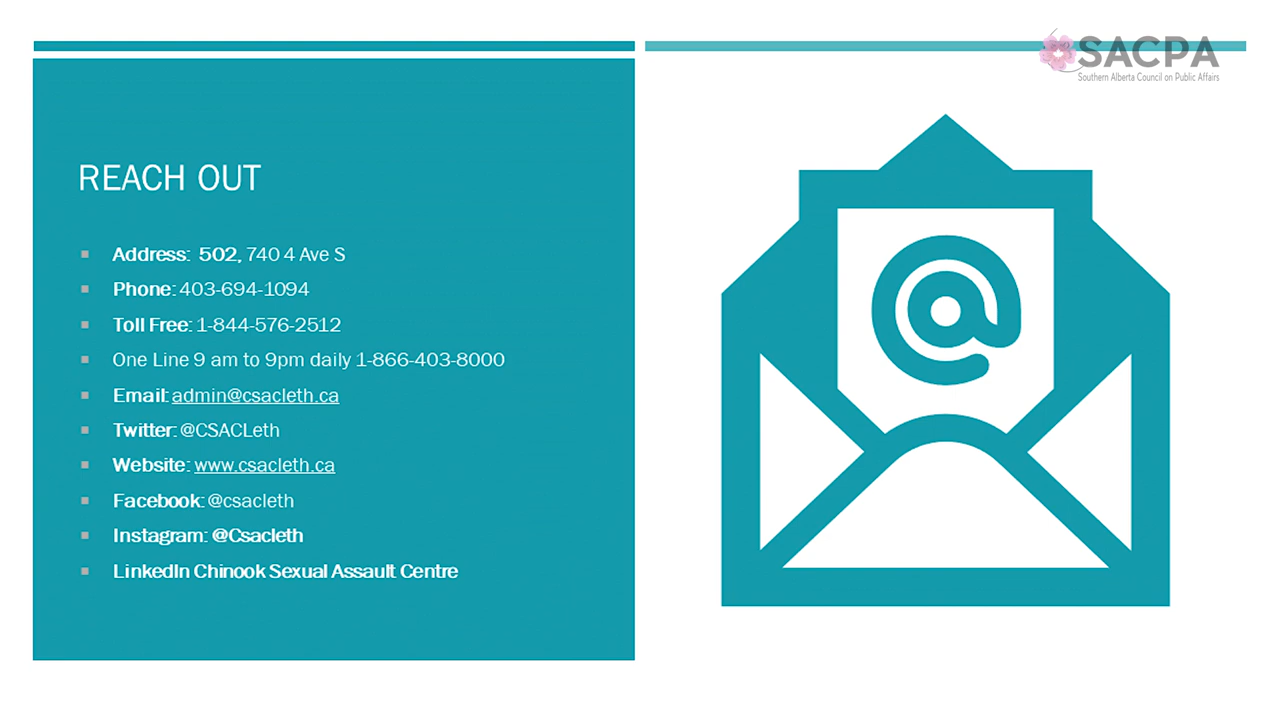 SACPA
Southern Alberta Council on Public Affairs
REACH OUT
Address: 502, 740 4 Ave S
Phone: 403-694-1094
Toll Free: 1-844-576-2512
One Line 9 am to 9pm daily 1-866-403-8000
Email: admin@csacleth.ca
Twitter: @CSACLeth
Website: www.csacleth.ca
Facebook: @csacleth
Instagram: @Csacleth
LinkedIn Chinook Sexual Assault Centre
@